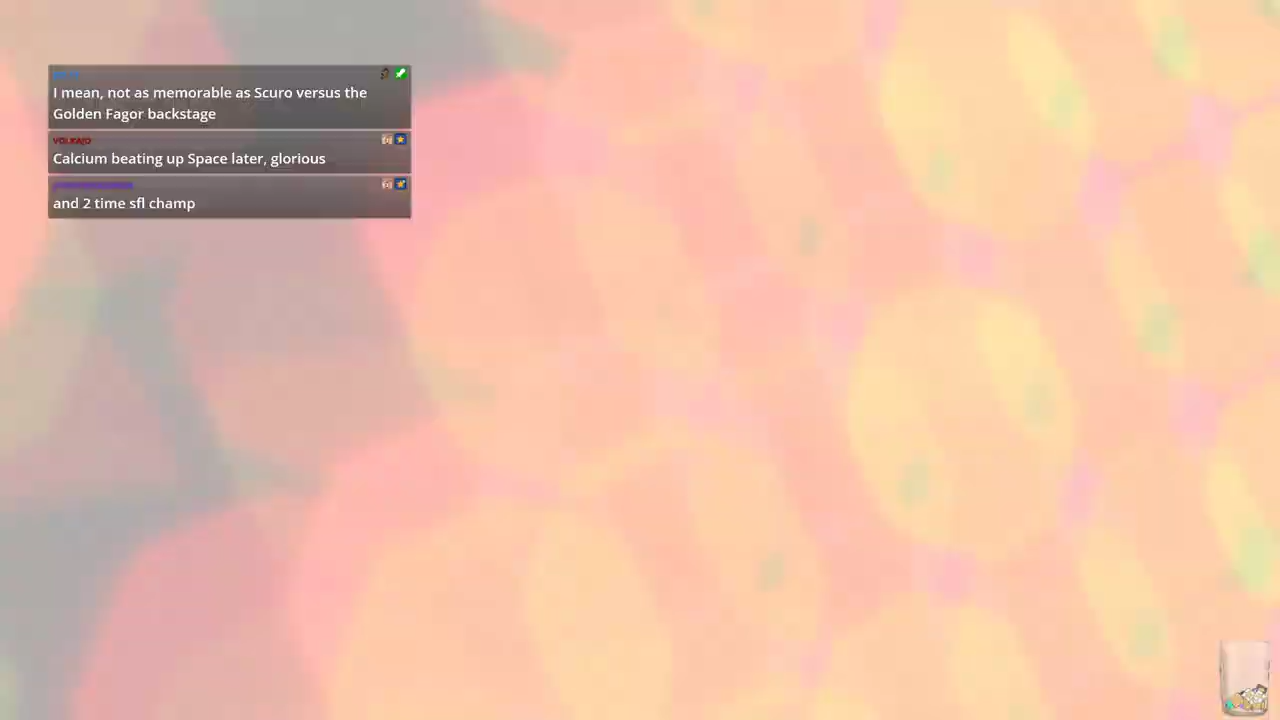 I mean, not as memorable as Scuro versus the
Golden Fagor backstage
VOLKAIO
Calcium beating up Space later, glorious
and 2 time sfl champ